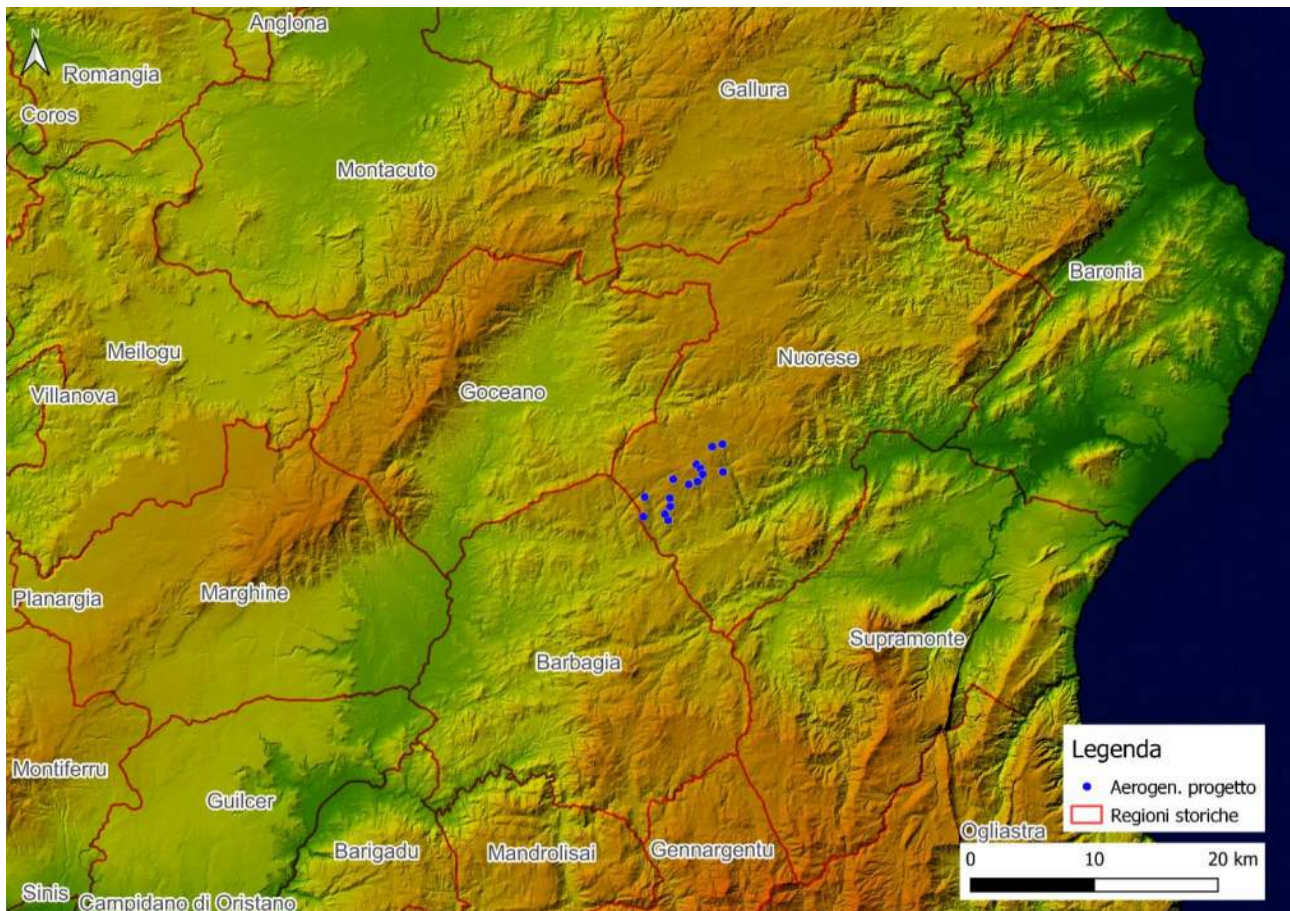 Anglona
N
Romangia
Gallura
Coros
Montacuto
Baronia
Meilogu
Nuorese
Villanova
Goceano
Planargia
Marghine
Supramonte
Barbagia
Legenda
Montiferru
Aerogen. progetto
Guilcer
Regioni storiche
Ogliastra
Barigadu
Mandrolisai
Gennargentu
0 10 20 km
Sinis
Campidano di Oristano